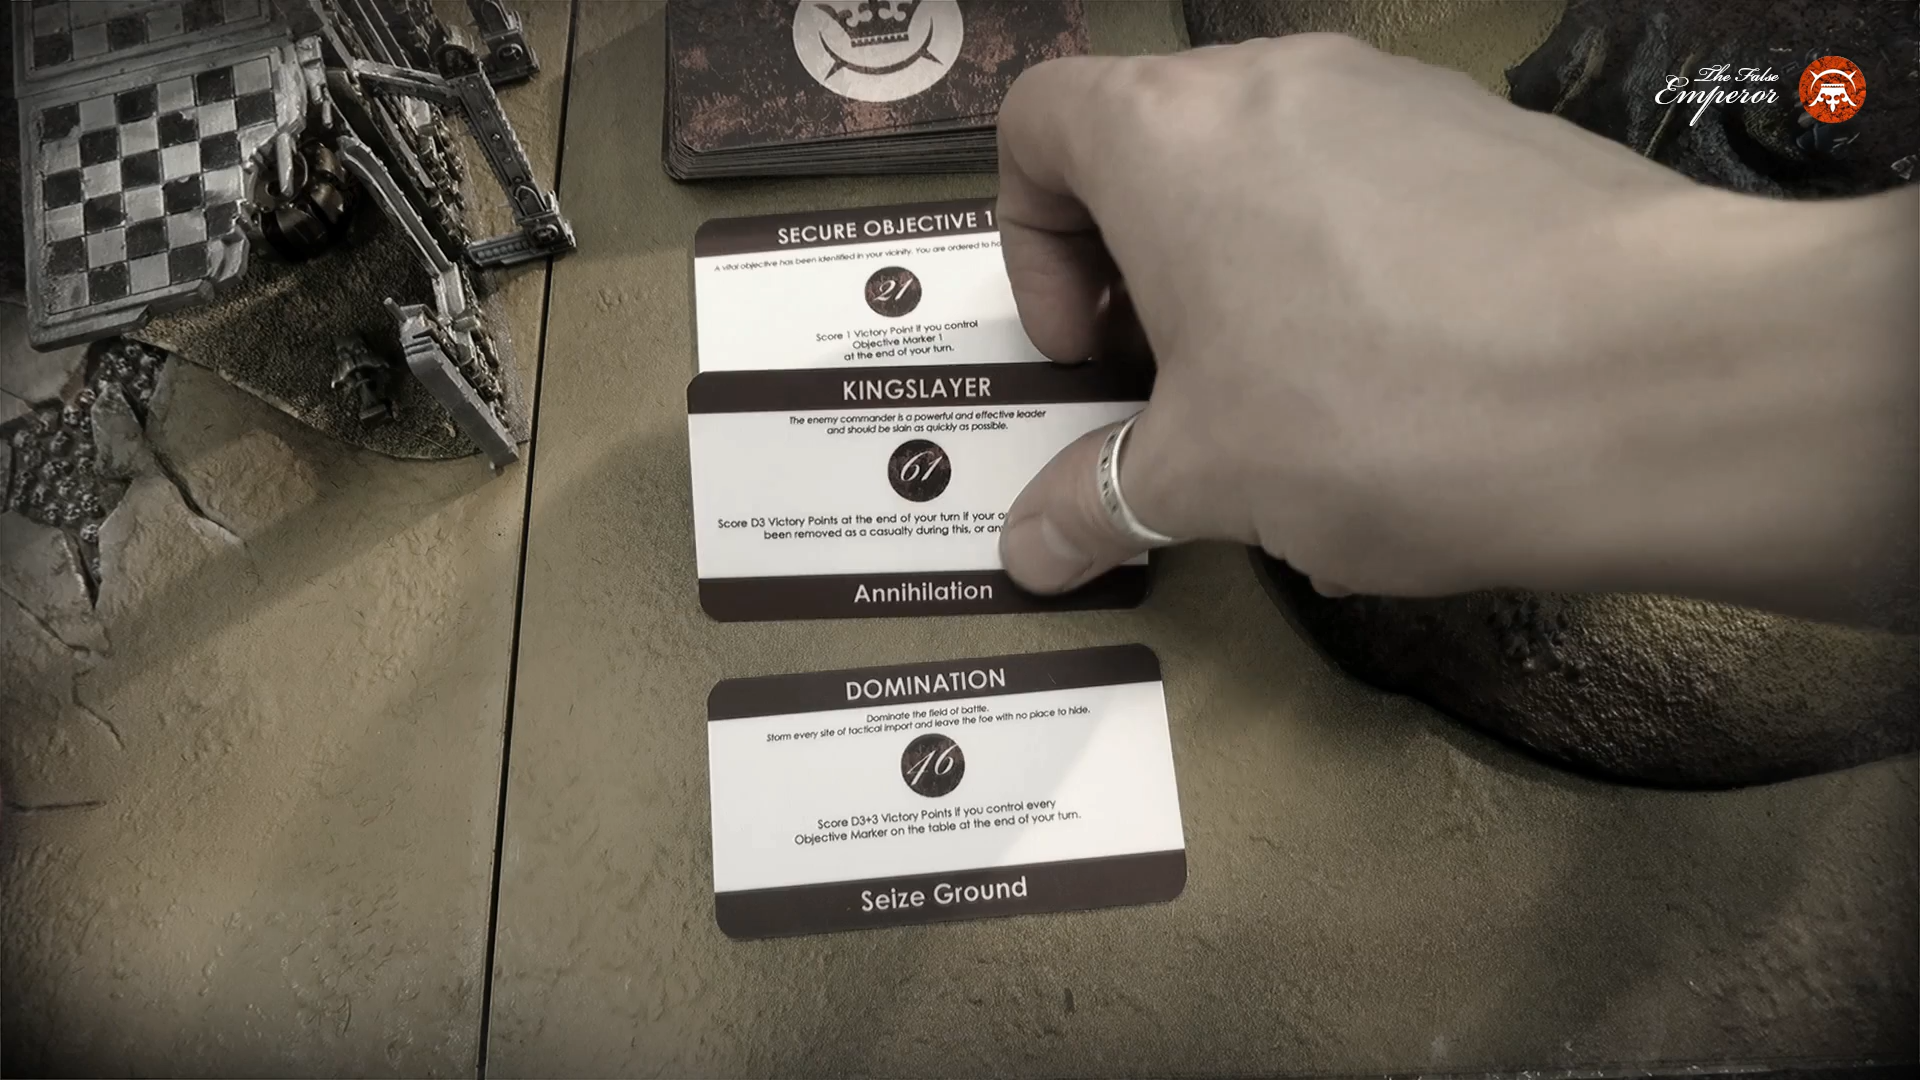 The False
Emperor
SECURE OBJECTIVE 1
A vital objective has been identified in your vicinity. You are ordered to
21
Score 1 Victory Point if you control
Objective Marker 1
at the end of your turn.
KINGSLAYER
The enemy commander is a powerful and effective leader
and should be slain as quickly as possible.
61
Score D3 Victory Points at the end of your turn if your
been removed as a casualty during this, or
Annihilation
DOMINATION
Dominate the field of battle.
Storm every site of tactical import and leave the foe with no place to hide.
46
Score D3+3 Victory Points if you control every
Objective Marker on the table at the end of your turn.
Seize Ground